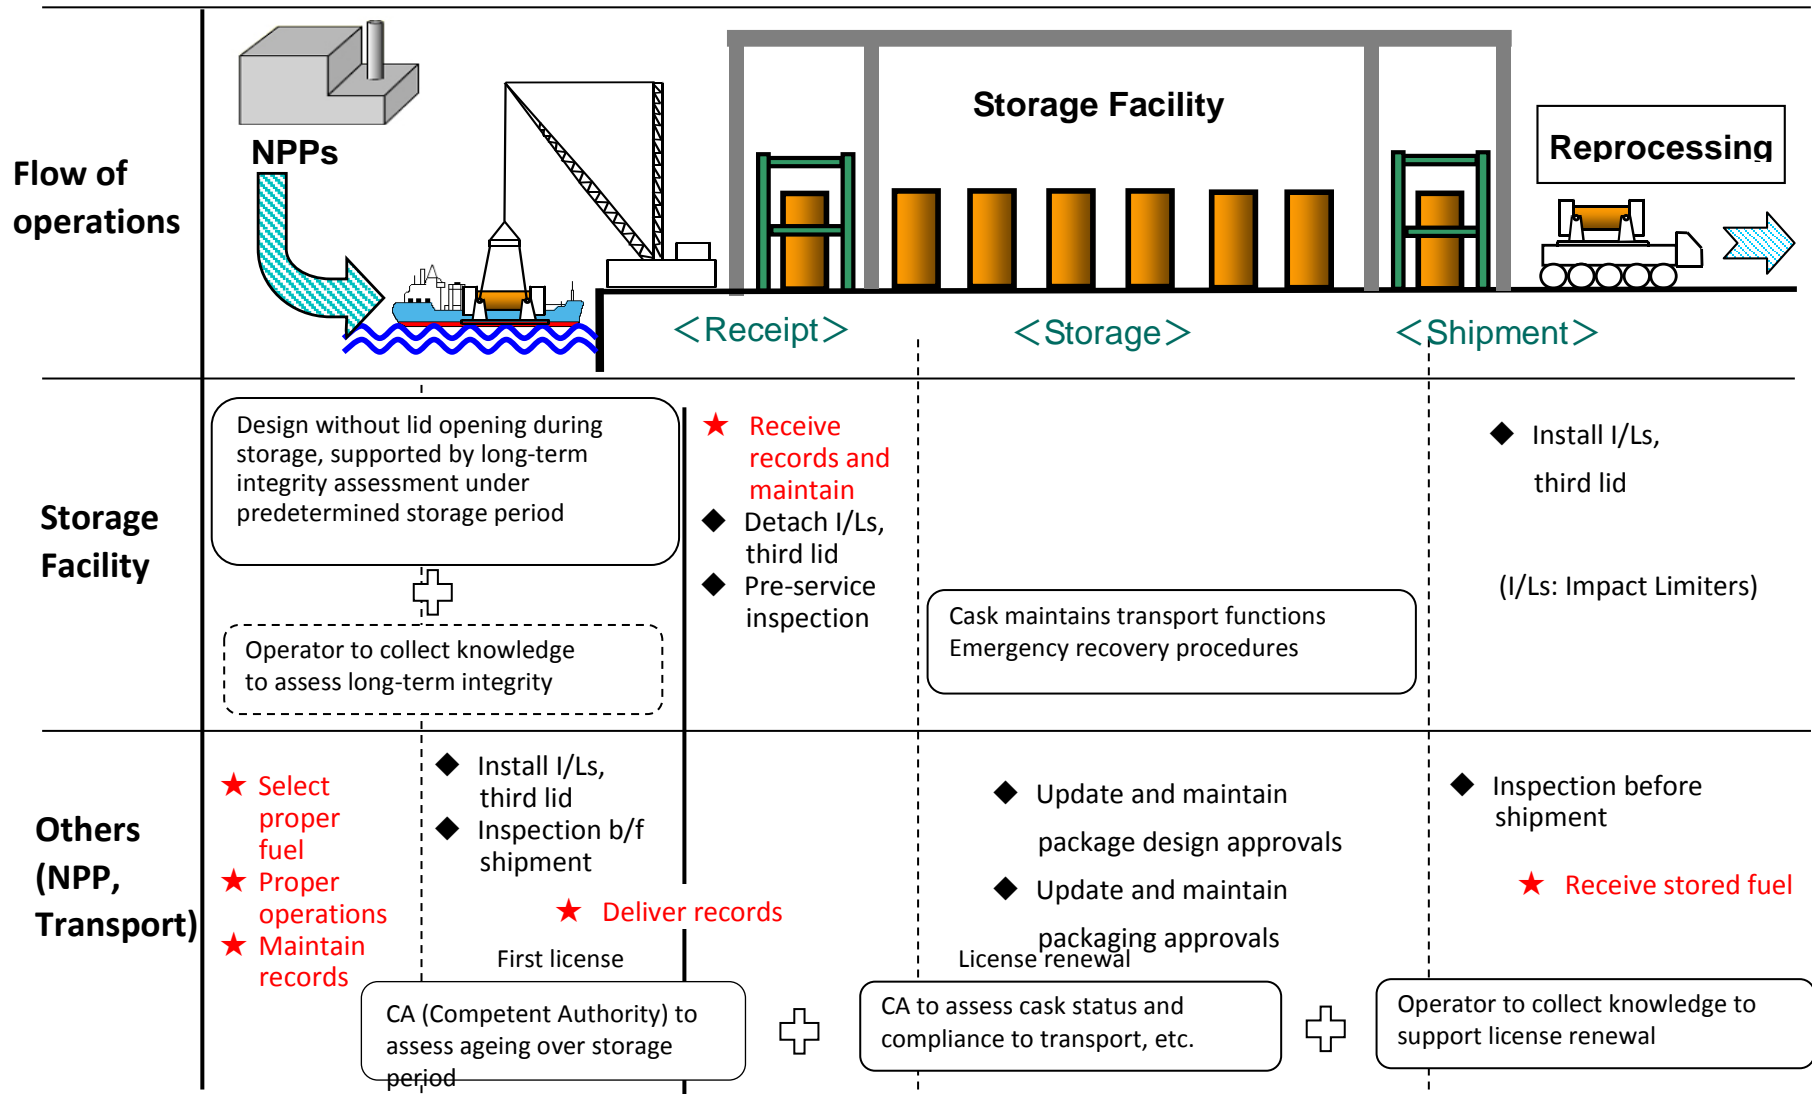 Flow of
operations
NPPs
Storage Facility
Reprocessing
<Receipt>
<Storage>
<Shipment>
Storage
Facility
Design without lid opening during
storage, supported by long-term
integrity assessment under
predetermined storage period
Operator to collect knowledge
to assess long-term integrity
★ Receive
records and
maintain
◆ Detach I/Ls,
third lid
◆ Pre-service
inspection
Cask maintains transport functions
Emergency recovery procedures
◆ Install I/Ls,
third lid
(I/Ls: Impact Limiters)
Others
(NPP,
Transport)
★ Select
proper
fuel
★ Proper
operations
★ Maintain
records
◆ Install I/Ls,
third lid
◆ Inspection b/f
shipment
★ Deliver records
◆ Update and maintain
package design approvals
◆ Update and maintain
packaging approvals
◆ Inspection before
shipment
★ Receive stored fuel
First license
CA (Competent Authority) to
assess ageing over storage
period
License renewal
CA to assess cask status and
compliance to transport, etc.
Operator to collect knowledge to
support license renewal